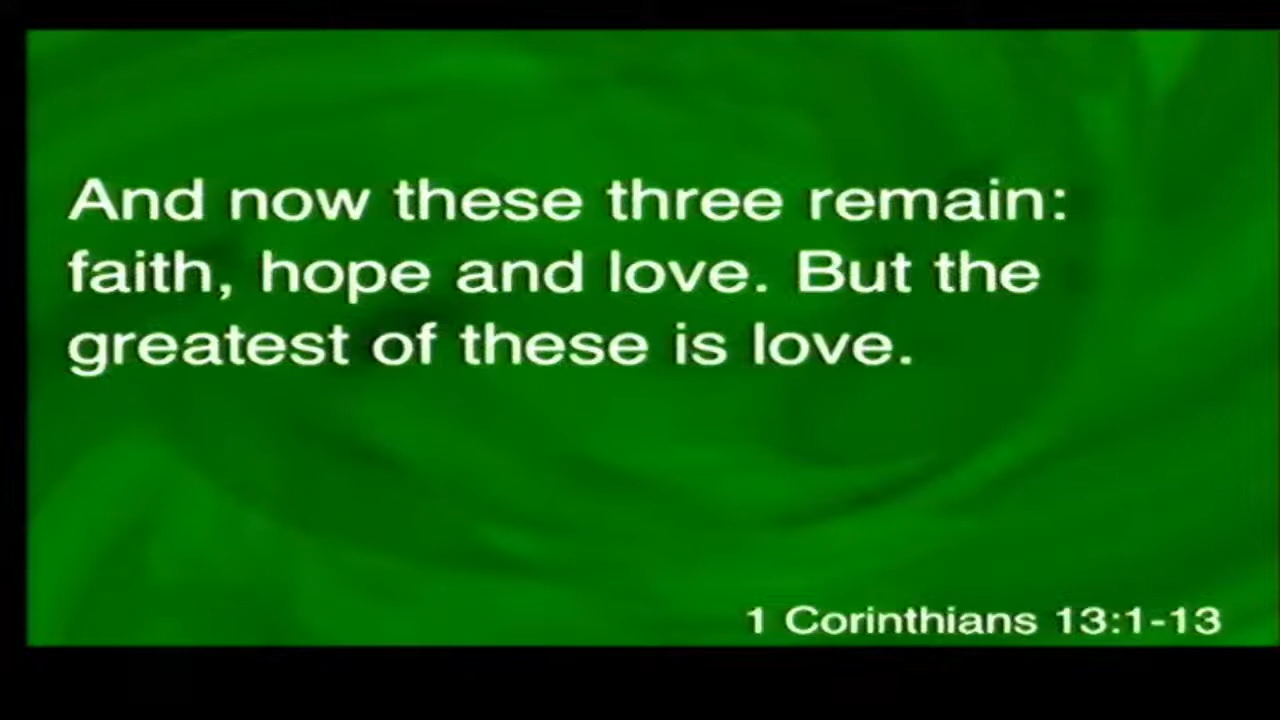 And now these three remain:
faith, hope and love. But the
greatest of these is love.
1 Corinthians 13:1-13